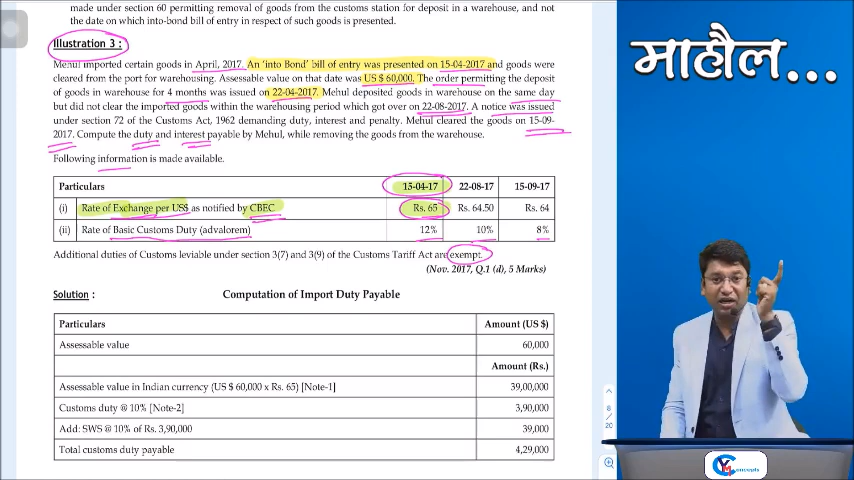 made under section 60 permitting removal of goods from the customs station for deposit in a warehouse, and not
the date on which into-bond bill of entry in respect of such goods is presented.
Illustration 3 :
Mehul imported certain goods in April, 2017. An 'into Bond' bill of entry was presented on 15-04-2017 and goods were
cleared from the port for warehousing. Assessable value on that date was US $ 60,000. The order permitting the deposit
of goods in warehouse for 4 months was issued on 22-04-2017. Mehul deposited goods in warehouse on the same day
but did not clear the imported goods within the warehousing period which got over on 22-08-2017. A notice was issued
under section 72 of the Customs Act, 1962 demanding duty, interest and penalty. Mehul cleared the goods on 15-09-
2017. Compute the duty and interest payable by Mehul, while removing the goods from the warehouse.
Following information is made available.
Particulars 15-04-17 22-08-17 15-09-17
(i) Rate of Exchange per US$ as notified by CBEC Rs. 65 Rs. 64.50 Rs. 64
(ii) Rate of Basic Customs Duty (advalorem) 12% 10% 8%
Additional duties of Customs leviable under section 3(7) and 3(9) of the Customs Tariff Act are exempt.
(Nov. 2017, Q.1 (d), 5 Marks)
Solution : Computation of Import Duty Payable
Particulars Amount (US $)
Assessable value 60,000
Amount (Rs.)
Assessable value in Indian currency (US $ 60,000 x Rs. 65) [Note-1] 39,00,000
Customs duty @ 10% [Note-2] 3,90,000
Add: SWS @ 10% of Rs. 3,90,000 39,000
Total customs duty payable 4,29,000
माहौल...
8
/
20
Concepts